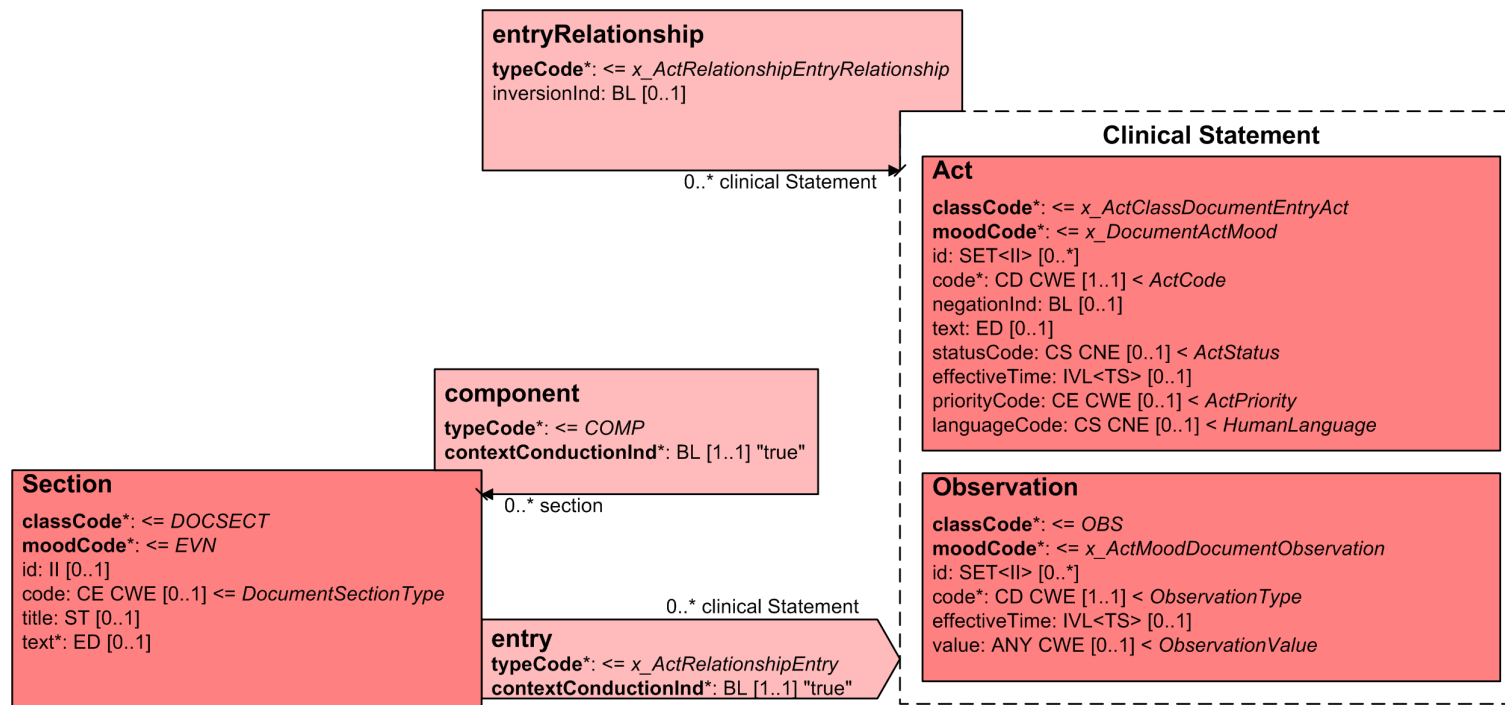 entryRelationship
typeCode*: <= x_ActRelationshipEntryRelationship
inversionInd: BL [0..1]
0..* clinical Statement
Clinical Statement
Act
classCode*: <= x_ActClassDocumentEntryAct
moodCode*: <= x_DocumentActMood
id: SET<II> [0..*]
code*: CD CWE [1..1] < ActCode
negationInd: BL [0..1]
text: ED [0..1]
statusCode: CS CNE [0..1] < ActStatus
effectiveTime: IVL<TS> [0..1]
priorityCode: CE CWE [0..1] < ActPriority
languageCode: CS CNE [0..1] < HumanLanguage
component
typeCode*: <= COMP
contextConductionInd*: BL [1..1] "true"
0..* section
Section
classCode*: <= DOCSECT
moodCode*: <= EVN
id: II [0..1]
code: CE CWE [0..1] <= DocumentSectionType
title: ST [0..1]
text*: ED [0..1]
0..* clinical Statement
entry
typeCode*: <= x_ActRelationshipEntry
contextConductionInd*: BL [1..1] "true"
Observation
classCode*: <= OBS
moodCode*: <= x_ActMoodDocumentObservation
id: SET<II> [0..*]
code*: CD CWE [1..1] < ObservationType
effectiveTime: IVL<TS> [0..1]
value: ANY CWE [0..1] < ObservationValue